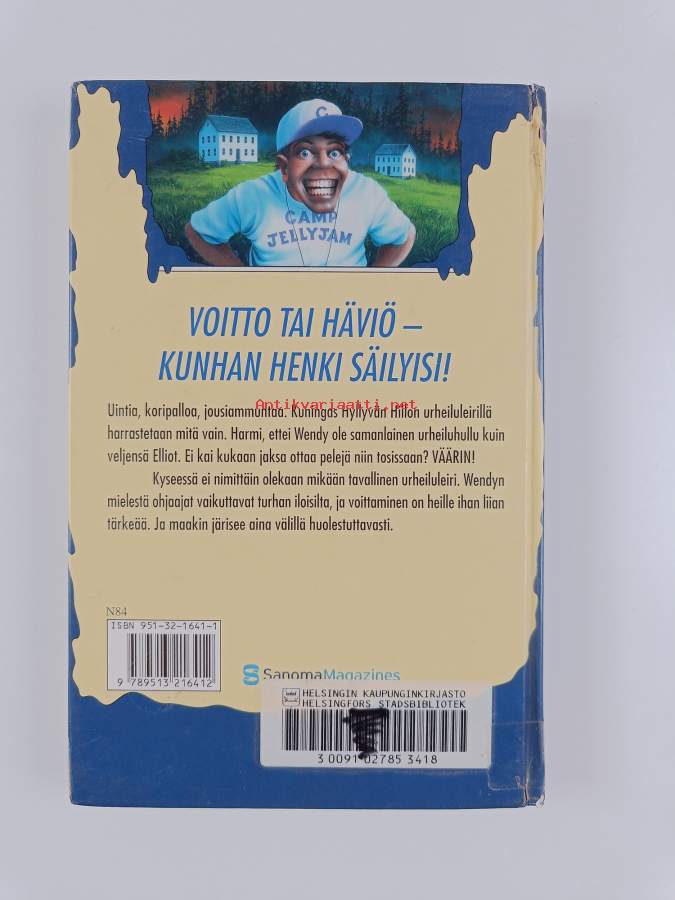 C
CAMP
JELLYJAM
VOITTO TAI HÄVIÖ –
KUNHAN HENKI SÄILYISI!
Antikvariaatti.net
Uintia, koripalloa, jousiammuntaa. Kuningas Hyllyvän Hillon urheiluleirillä
harrastetaan mitä vain. Harmi, ettei Wendy ole samanlainen urheiluhullu kuin
veljensä Elliot. Ei kai kukaan jaksa ottaa pelejä niin tosissaan? VÄÄRIN!
Kyseessä ei nimittäin olekaan mikään tavallinen urheiluleiri. Wendyn
mielestä ohjaajat vaikuttavat turhan iloisilta, ja voittaminen on heille ihan liian
tärkeää. Ja maakin järisee aina välillä huolestuttavasti.
N84
ISBN 951-32-1641-1
9 789513 216412
SanomaMagazines
HELSINGIN KAUPUNGINKIRJASTO
HELSINGFORS STADSBIBLIOTEK
3 0091 02785 3418